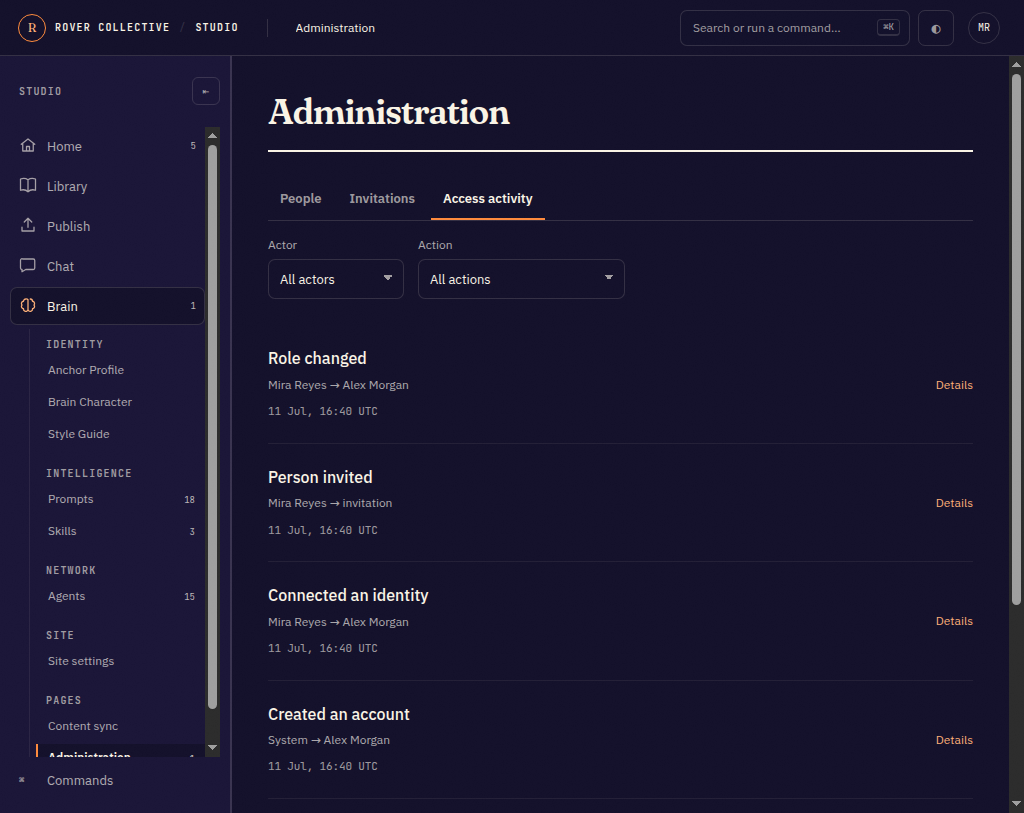 R ROVER COLLECTIVE / STUDIO
Administration
Search or run a command… ⌘K
MR
STUDIO
Home 5
Library
Publish
Chat
Brain 1
IDENTITY
Anchor Profile
Brain Character
Style Guide
INTELLIGENCE
Prompts 18
Skills 3
NETWORK
Agents 15
SITE
Site settings
PAGES
Content sync
Administration
⌘ Commands
Administration
People Invitations Access activity
Actor Action
All actors All actions
Role changed
Mira Reyes → Alex Morgan Details
11 Jul, 16:40 UTC
Person invited
Mira Reyes → invitation Details
11 Jul, 16:40 UTC
Connected an identity
Mira Reyes → Alex Morgan Details
11 Jul, 16:40 UTC
Created an account
System → Alex Morgan Details
11 Jul, 16:40 UTC